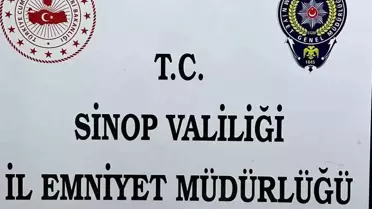 T.C.
SİNOP VALİLİĞİ
İL EMNİYET MÜDÜRLÜĞÜ